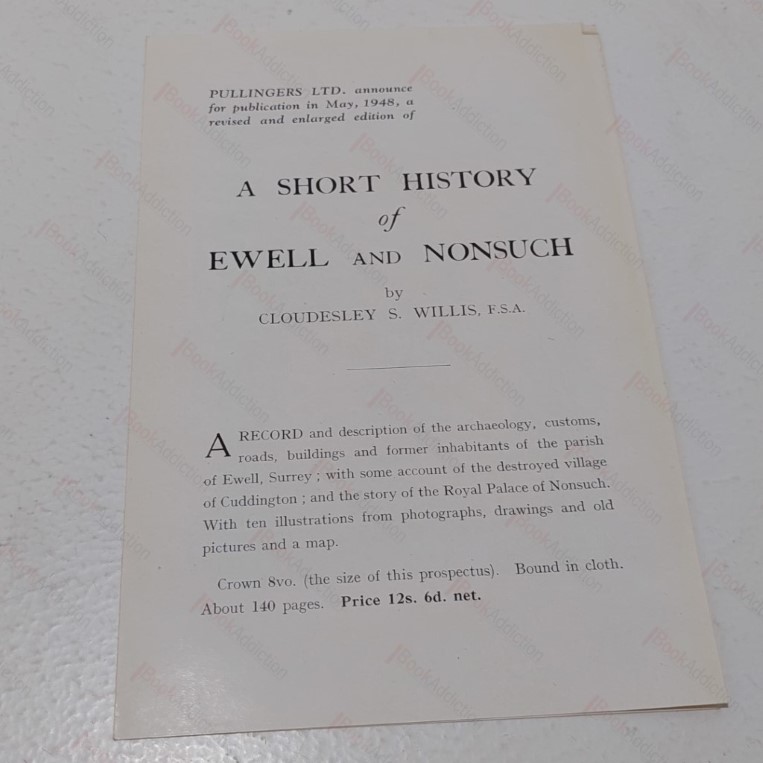 PULLINGERS LTD. announce
for publication in May, 1948, a
revised and enlarged edition of
A SHORT HISTORY
of
EWELL AND NONSUCH
by
CLOUDESLEY S. WILLIS, F.S.A.
A RECORD and description of the archaeology, customs,
roads, buildings and former inhabitants of the parish
of Ewell, Surrey ; with some account of the destroyed village
of Cuddington ; and the story of the Royal Palace of Nonsuch.
With ten illustrations from photographs, drawings and old
pictures and a map.
Crown 8vo. (the size of this prospectus). Bound in cloth.
About 140 pages. Price 12s. 6d. net.